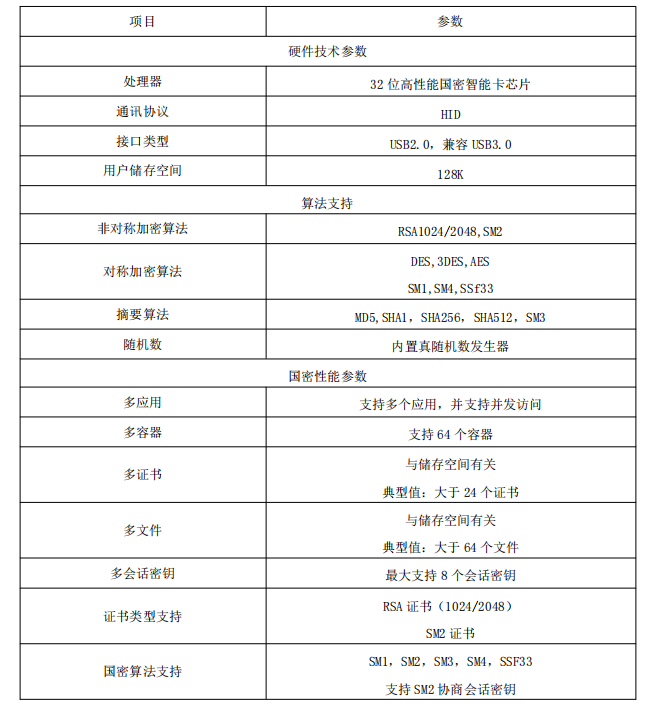 项目 参数
硬件技术参数
处理器 32 位高性能国密智能卡芯片
通讯协议 HID
接口类型 USB2.0，兼容 USB3.0
用户储存空间 128K
算法支持
非对称加密算法 RSA1024/2048,SM2
对称加密算法 DES,3DES,AES
SM1,SM4,SSf33
摘要算法 MD5,SHA1，SHA256，SHA512，SM3
随机数 内置真随机数发生器
国密性能参数
多应用 支持多个应用，并支持并发访问
多容器 支持 64 个容器
多证书 与储存空间有关
典型值：大于 24 个证书
多文件 与储存空间有关
典型值：大于 64 个文件
多会话密钥 最大支持 8 个会话密钥
证书类型支持 RSA 证书（1024/2048）
SM2 证书
国密算法支持 SM1，SM2，SM3，SM4，SSF33
支持 SM2 协商会话密钥